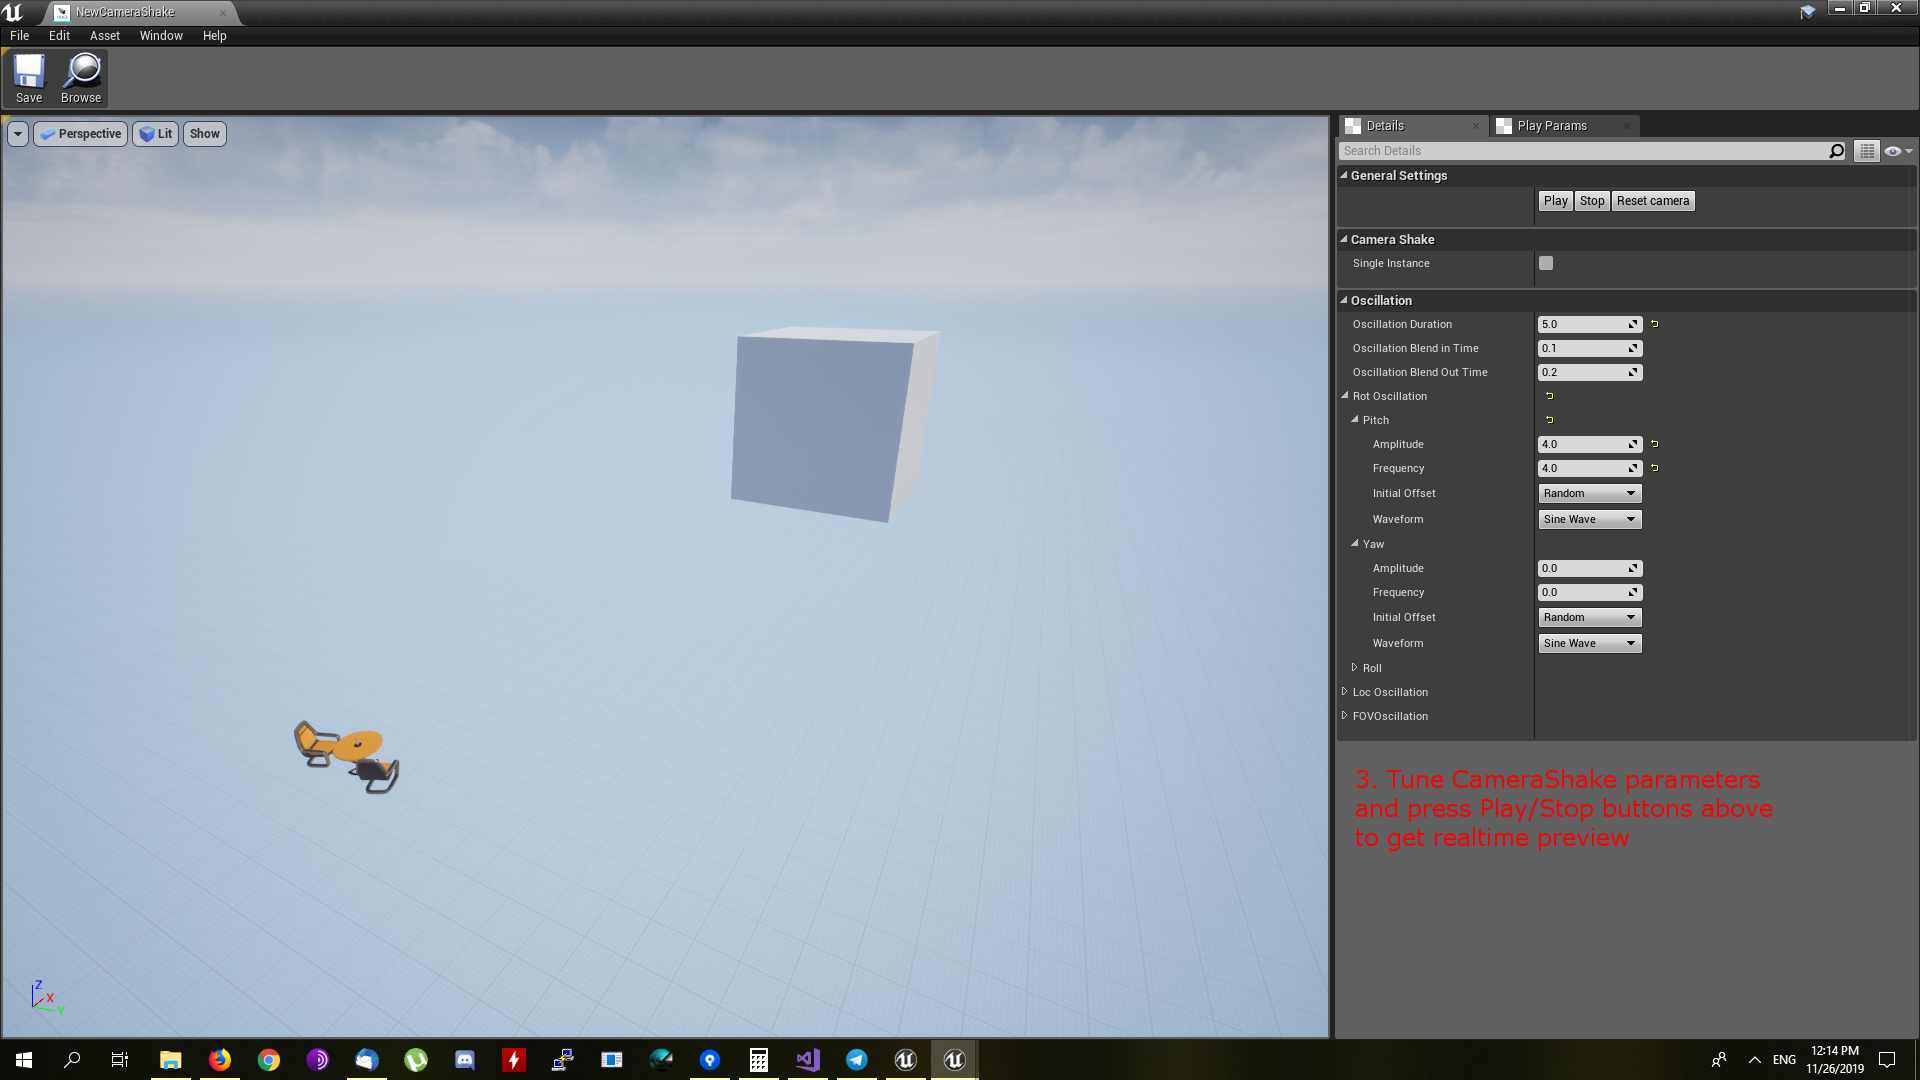 NewCameraShake
File Edit Asset Window Help
Save Browse
Perspective Lit Show
Details Play Params
Search Details
General Settings
Play Stop Reset camera
Camera Shake
Single Instance
Oscillation
Oscillation Duration 5.0
Oscillation Blend in Time 0.1
Oscillation Blend Out Time 0.2
Rot Oscillation
Pitch
Amplitude 4.0
Frequency 4.0
Initial Offset Random
Waveform Sine Wave
Yaw
Amplitude 0.0
Frequency 0.0
Initial Offset Random
Waveform Sine Wave
Roll
Loc Oscillation
FOVOscillation
3. Tune CameraShake parameters
and press Play/Stop buttons above
to get realtime preview
Z
X
Y
ENG
12:14 PM
11/26/2019